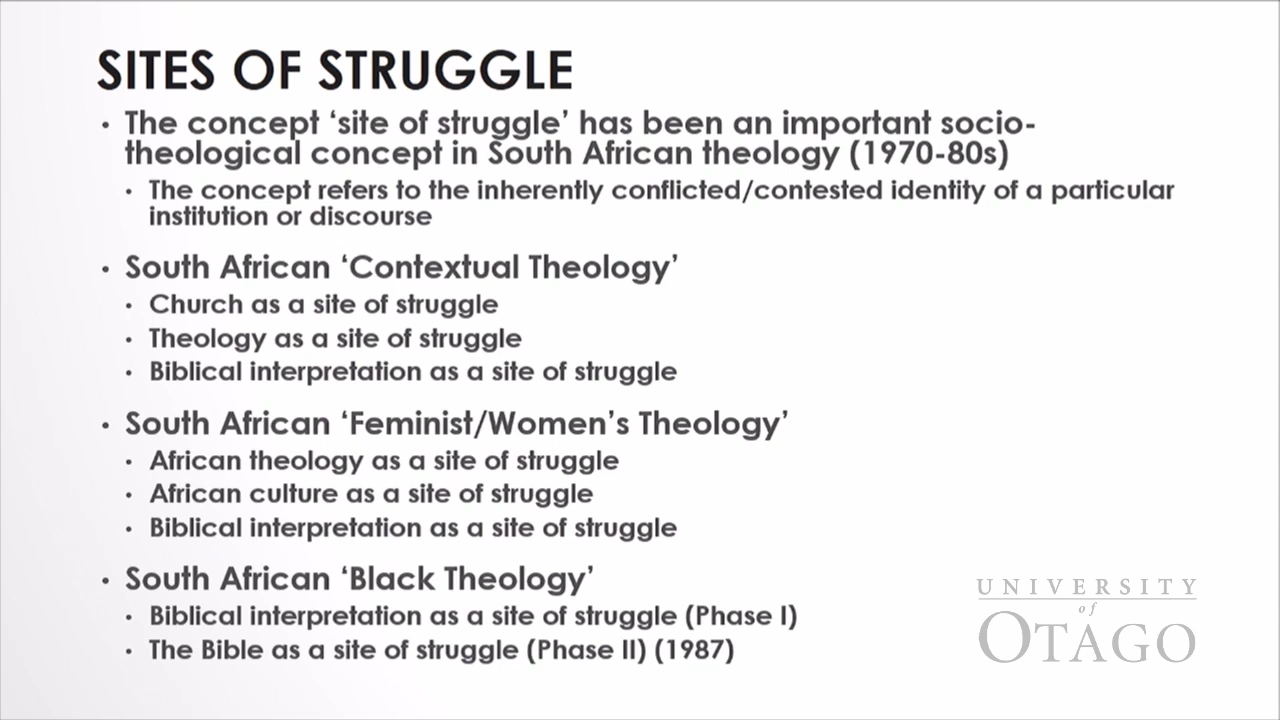 SITES OF STRUGGLE
• The concept ‘site of struggle’ has been an important socio-
theological concept in South African theology (1970-80s)
• The concept refers to the inherently conflicted/contested identity of a particular
institution or discourse
• South African ‘Contextual Theology’
• Church as a site of struggle
• Theology as a site of struggle
• Biblical interpretation as a site of struggle
• South African ‘Feminist/Women’s Theology’
• African theology as a site of struggle
• African culture as a site of struggle
• Biblical interpretation as a site of struggle
• South African ‘Black Theology’
• Biblical interpretation as a site of struggle (Phase I)
• The Bible as a site of struggle (Phase II) (1987)
UNIVERSITY
of
OTAGO